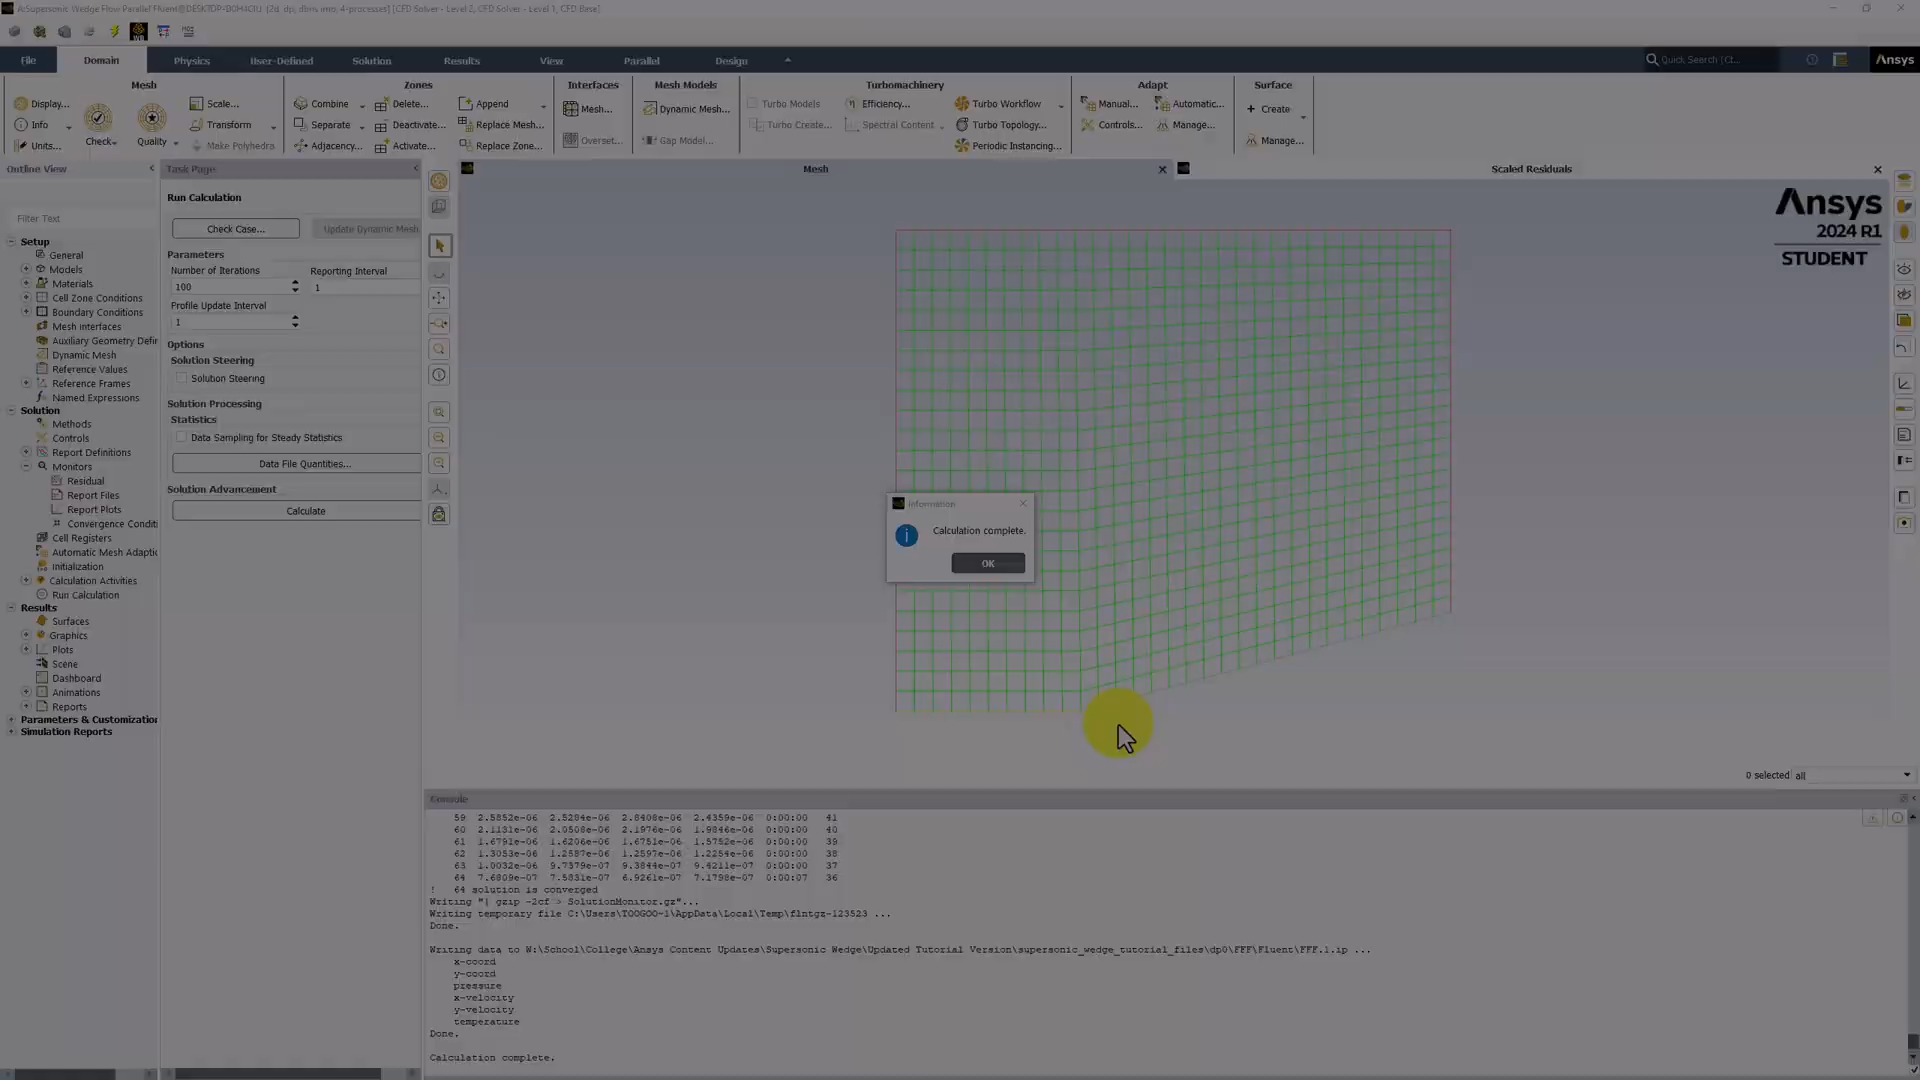 A:Supersonic Wedge Flow Parallel Fluent@DESKTOP-B0H4C1U [2d, dp, dbns imp, 4-processes] [CFD Solver - Level 2, CFD Solver - Level 1, CFD Base]
File
Domain
Physics
User-Defined
Solution
Results
View
Parallel
Design
Quick Search (Ct...
Ansys
Mesh
Zones
Interfaces
Mesh Models
Turbomachinery
Adapt
Surface
Display...
Scale...
Combine
Delete...
Append
Mesh...
Dynamic Mesh...
Turbo Models
Efficiency...
Turbo Workflow
Manual...
Automatic...
Create
Info
Transform
Separate
Deactivate...
Replace Mesh...
Turbo Create...
Spectral Content
Turbo Topology...
Controls...
Manage...
Units...
Check
Quality
Make Polyhedra
Adjacency...
Activate...
Replace Zone...
Overset...
Gap Model...
Periodic Instancing...
Manage...
Outline View
Filter Text
Setup
General
Models
Materials
Cell Zone Conditions
Boundary Conditions
Mesh Interfaces
Auxiliary Geometry Defir
Dynamic Mesh
Reference Values
Reference Frames
Named Expressions
Solution
Methods
Controls
Report Definitions
Monitors
Residual
Report Files
Report Plots
Convergence Conditi
Cell Registers
Automatic Mesh Adaptic
Initialization
Calculation Activities
Run Calculation
Results
Surfaces
Graphics
Plots
Scene
Dashboard
Animations
Reports
Parameters & Customization
Simulation Reports
Task Page
Run Calculation
Check Case...
Update Dynamic Mesh
Parameters
Number of Iterations
Reporting Interval
100
1
Profile Update Interval
1
Options
Solution Steering
Solution Steering
Solution Processing
Statistics
Data Sampling for Steady Statistics
Data File Quantities...
Solution Advancement
Calculate
Mesh
Scaled Residuals
Ansys
2024 R1
STUDENT
Information
Calculation complete.
OK
0 selected all
Console
59 2.5852e-06 2.5284e-06 2.8408e-06 2.4359e-06 0:00:00 41
60 2.1131e-06 2.0508e-06 2.1976e-06 1.9846e-06 0:00:00 40
61 1.6791e-06 1.6206e-06 1.6751e-06 1.5752e-06 0:00:00 39
62 1.3053e-06 1.2587e-06 1.2597e-06 1.2254e-06 0:00:00 38
63 1.0032e-06 9.7379e-07 9.3844e-07 9.4211e-07 0:00:07 37
64 7.6809e-07 7.5831e-07 6.9261e-07 7.1798e-07 0:00:07 36
! 64 solution is converged
Writing "| gzip -2cf > SolutionMonitor.gz"...
Writing temporary file C:\Users\TOOGOO~1\AppData\Local\Temp\flntgz-123523 ...
Done.
Writing data to W:\School\College\Ansys Content Updates\Supersonic Wedge\Updated Tutorial Version\supersonic_wedge_tutorial_files\dp0\FFF\Fluent\FFF.1.ip ...
x-coord
y-coord
pressure
x-velocity
y-velocity
temperature
Done.
Calculation complete.